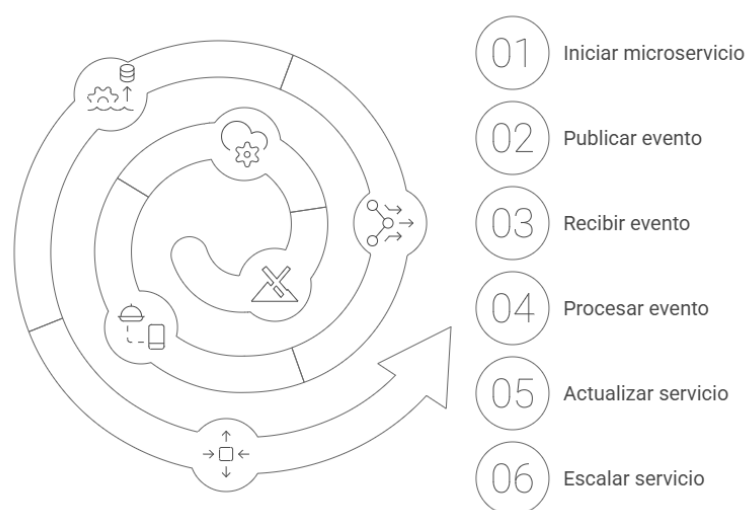 01 Iniciar microservicio
02 Publicar evento
03 Recibir evento
04 Procesar evento
05 Actualizar servicio
06 Escalar servicio